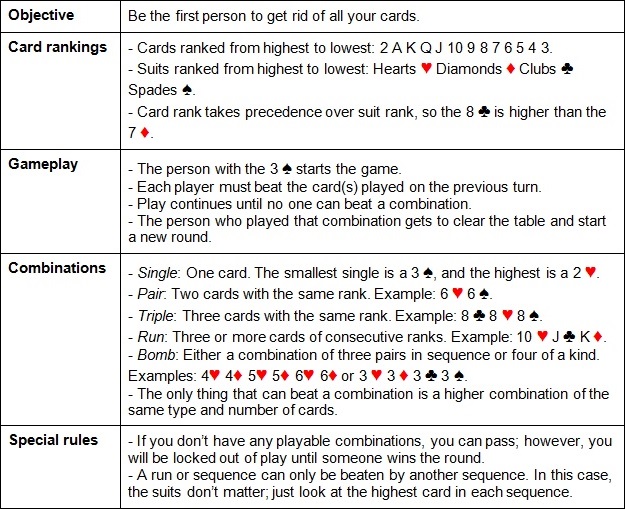 Objective
Be the first person to get rid of all your cards.
Card rankings
- Cards ranked from highest to lowest: 2 A K Q J 10 9 8 7 6 5 4 3.
- Suits ranked from highest to lowest: Hearts ♥ Diamonds ♦ Clubs ♣
Spades ♠.
- Card rank takes precedence over suit rank, so the 8 ♣ is higher than the
7 ♦.
Gameplay
- The person with the 3 ♠ starts the game.
- Each player must beat the card(s) played on the previous turn.
- Play continues until no one can beat a combination.
- The person who played that combination gets to clear the table and start
a new round.
Combinations
- Single: One card. The smallest single is a 3 ♠, and the highest is a 2 ♥.
- Pair: Two cards with the same rank. Example: 6 ♥ 6 ♠.
- Triple: Three cards with the same rank. Example: 8 ♣ 8 ♥ 8 ♠.
- Run: Three or more cards of consecutive ranks. Example: 10 ♥ J ♣ K ♦.
- Bomb: Either a combination of three pairs in sequence or four of a kind.
Examples: 4♥ 4♦ 5♥ 5♦ 6♥ 6♦ or 3 ♥ 3 ♦ 3 ♣ 3 ♠.
- The only thing that can beat a combination is a higher combination of the
same type and number of cards.
Special rules
- If you don't have any playable combinations, you can pass; however, you
will be locked out of play until someone wins the round.
- A run or sequence can only be beaten by another sequence. In this case,
the suits don't matter; just look at the highest card in each sequence.